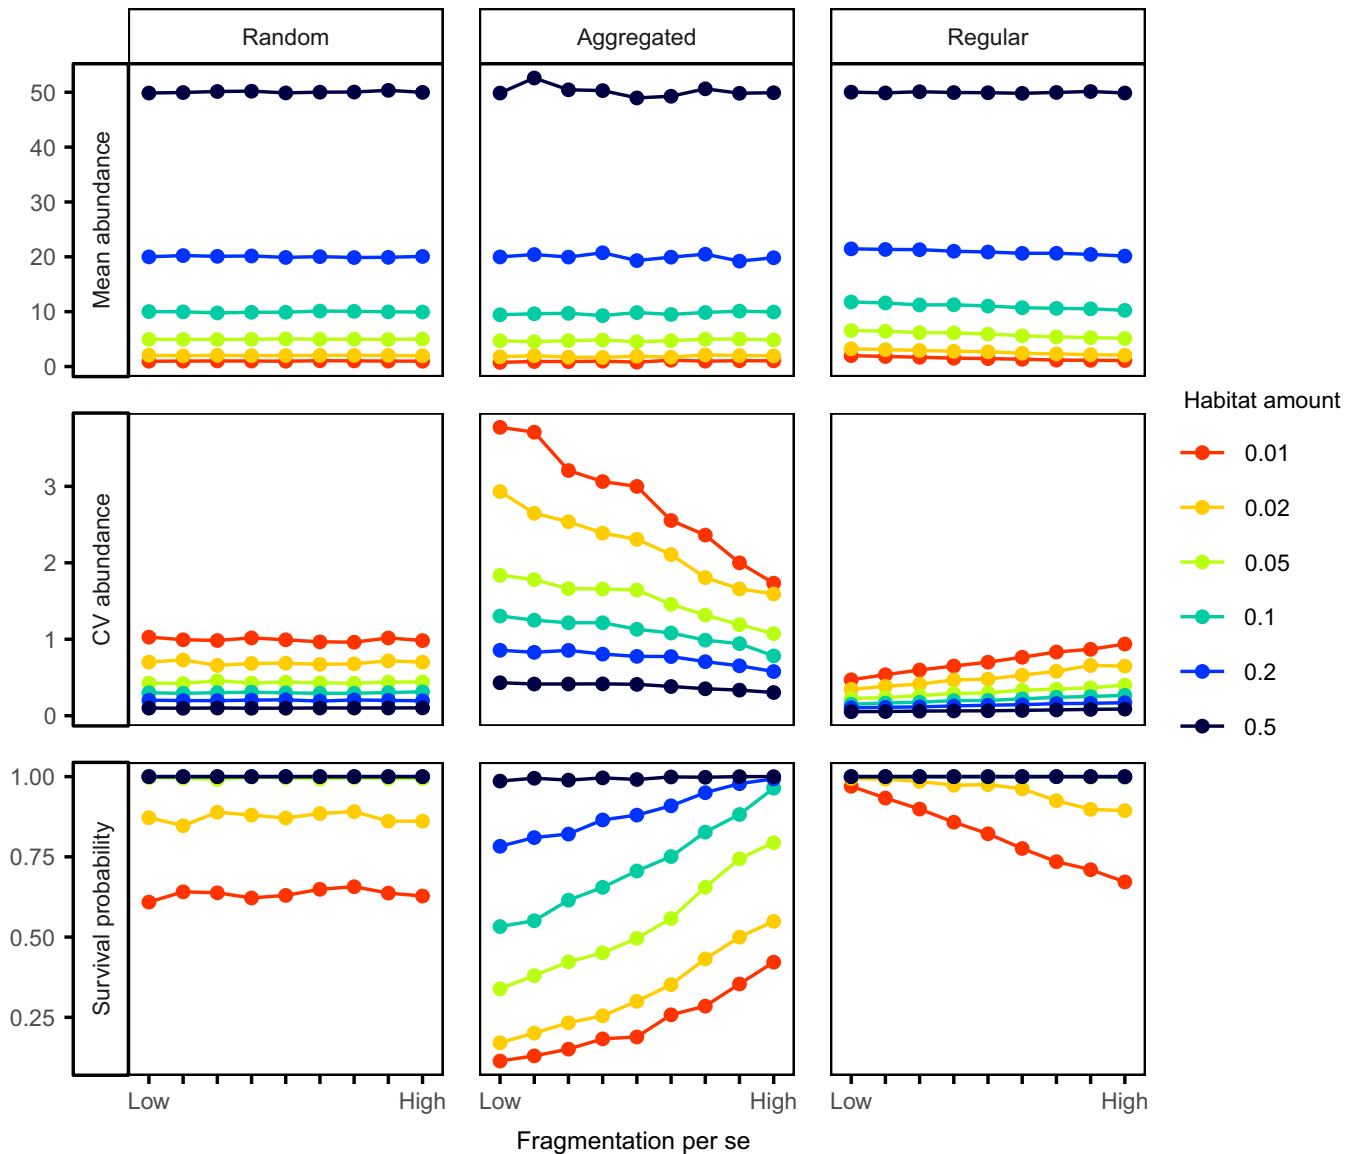 Random Aggregated Regular
Mean abundance
50
40
30
20
10
0
CV abundance
3
2
1
0
Survival probability
1.00
0.75
0.50
0.25
Low High Low High Low High
Fragmentation per se
Habitat amount
0.01
0.02
0.05
0.1
0.2
0.5